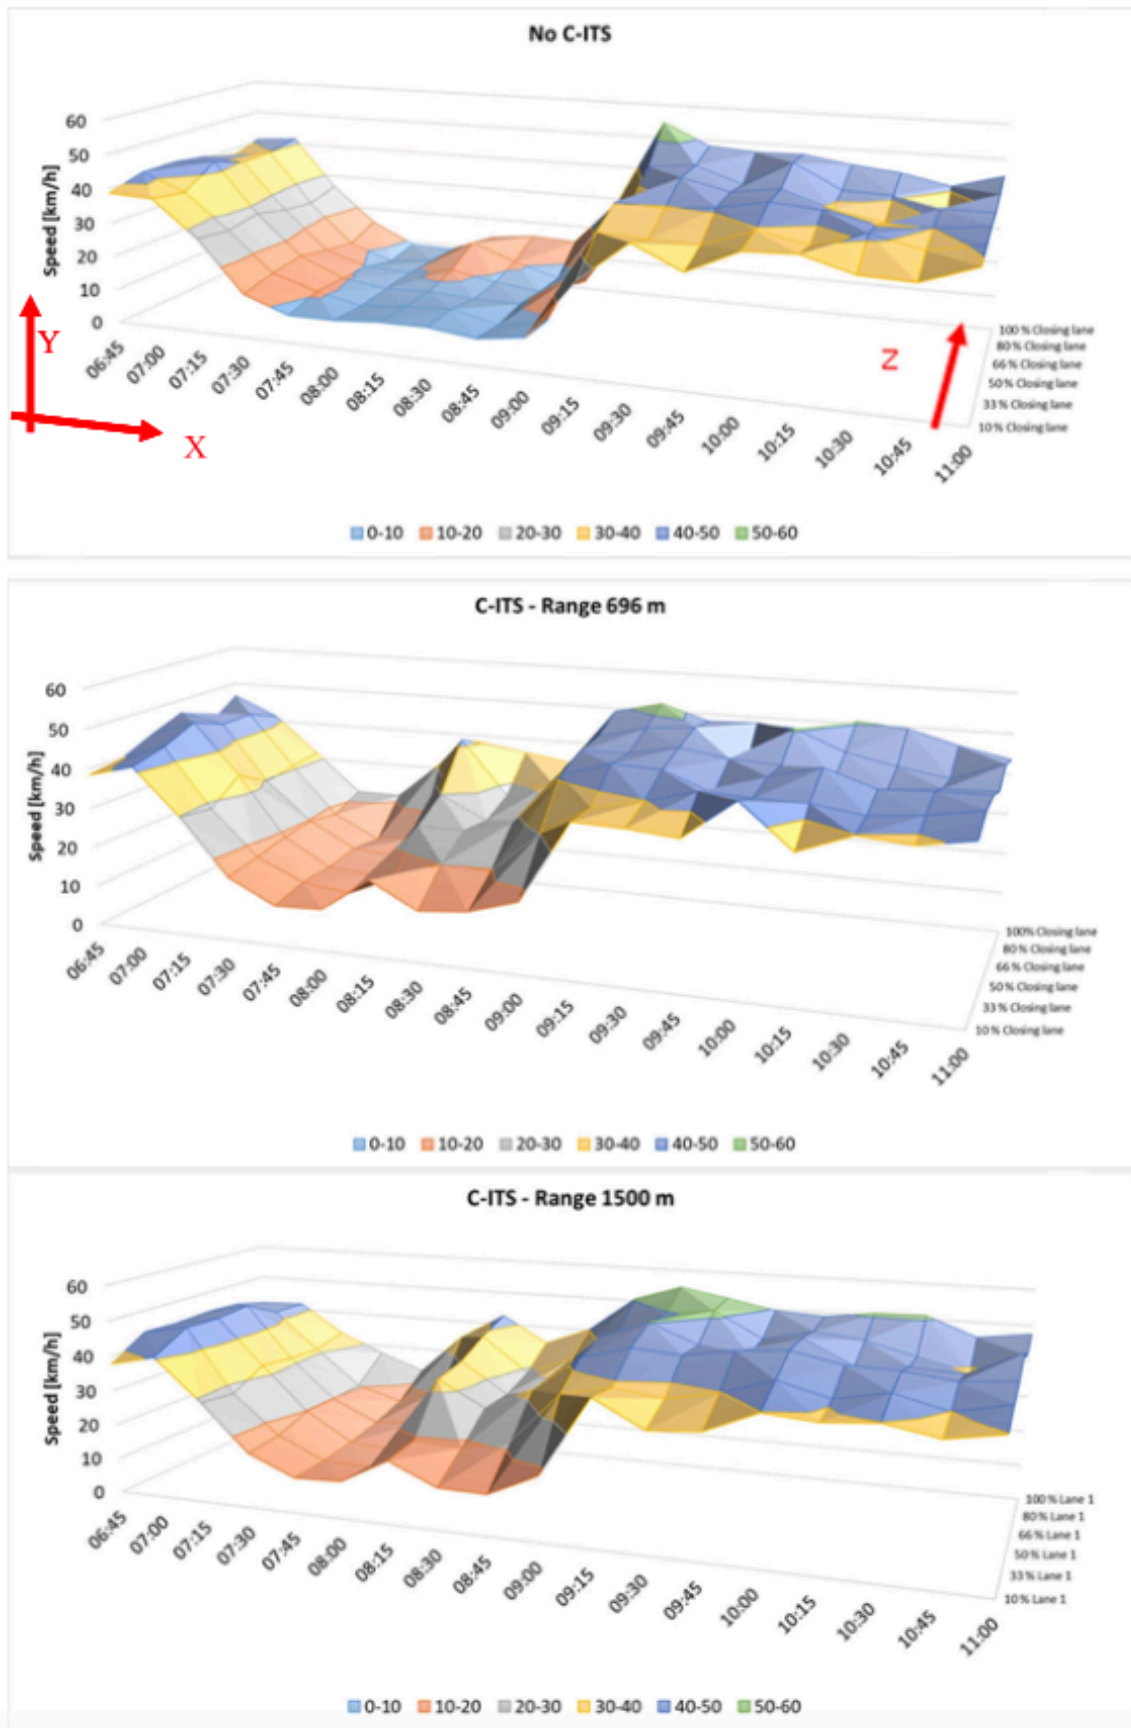 No C-ITS
60
50
40
30
20
10
0
Speed [km/h]
Y
X
Z
06:45
07:00
07:15
07:30
07:45
08:00
08:15
08:30
08:45
09:00
09:15
09:30
09:45
10:00
10:15
10:30
10:45
11:00
100 % Closing lane
80 % Closing lane
66 % Closing lane
50 % Closing lane
33 % Closing lane
10 % Closing lane
0-10 10-20 20-30 30-40 40-50 50-60
C-ITS - Range 696 m
60
50
40
30
20
10
0
Speed [km/h]
06:45
07:00
07:15
07:30
07:45
08:00
08:15
08:30
08:45
09:00
09:15
09:30
09:45
10:00
10:15
10:30
10:45
11:00
100% Closing lane
80 % Closing lane
66 % Closing lane
50 % Closing lane
33 % Closing lane
10 % Closing lane
0-10 10-20 20-30 30-40 40-50 50-60
C-ITS - Range 1500 m
60
50
40
30
20
10
0
Speed [km/h]
06:45
07:00
07:15
07:30
07:45
08:00
08:15
08:30
08:45
09:00
09:15
09:30
09:45
10:00
10:15
10:30
10:45
11:00
100 % Lane 1
80 % Lane 1
66 % Lane 1
50 % Lane 1
33 % Lane 1
10 % Lane 1
0-10 10-20 20-30 30-40 40-50 50-60